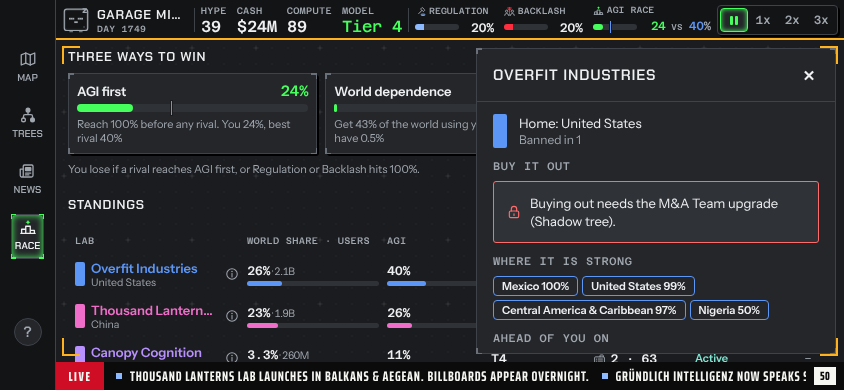 GARAGE MI...
DAY 1749
HYPE
39
CASH
$24M
COMPUTE
89
MODEL
Tier 4
REGULATION
20%
BACKLASH
20%
AGI RACE
24 vs 40%
1x
2x
3x
MAP
TREES
NEWS
RACE
?
THREE WAYS TO WIN
AGI first
24%
Reach 100% before any rival. You 24%, best
rival 40%
World dependence
Get 43% of the world using y
have 0.5%
You lose if a rival reaches AGI first, or Regulation or Backlash hits 100%.
STANDINGS
LAB
WORLD SHARE · USERS
AGI
Overfit Industries
United States
26% · 2.1B
40%
Thousand Lantern...
China
23% · 1.9B
26%
Canopy Cognition
3.3% · 260M
11%
T4
2 · 63
Active
OVERFIT INDUSTRIES
Home: United States
Banned in 1
BUY IT OUT
Buying out needs the M&A Team upgrade
(Shadow tree).
WHERE IT IS STRONG
Mexico 100%
United States 99%
Central America & Caribbean 97%
Nigeria 50%
AHEAD OF YOU ON
LIVE
THOUSAND LANTERNS LAB LAUNCHES IN BALKANS & AEGEAN. BILLBOARDS APPEAR OVERNIGHT.
GRÜNDLICH INTELLIGENZ NOW SPEAKS
50